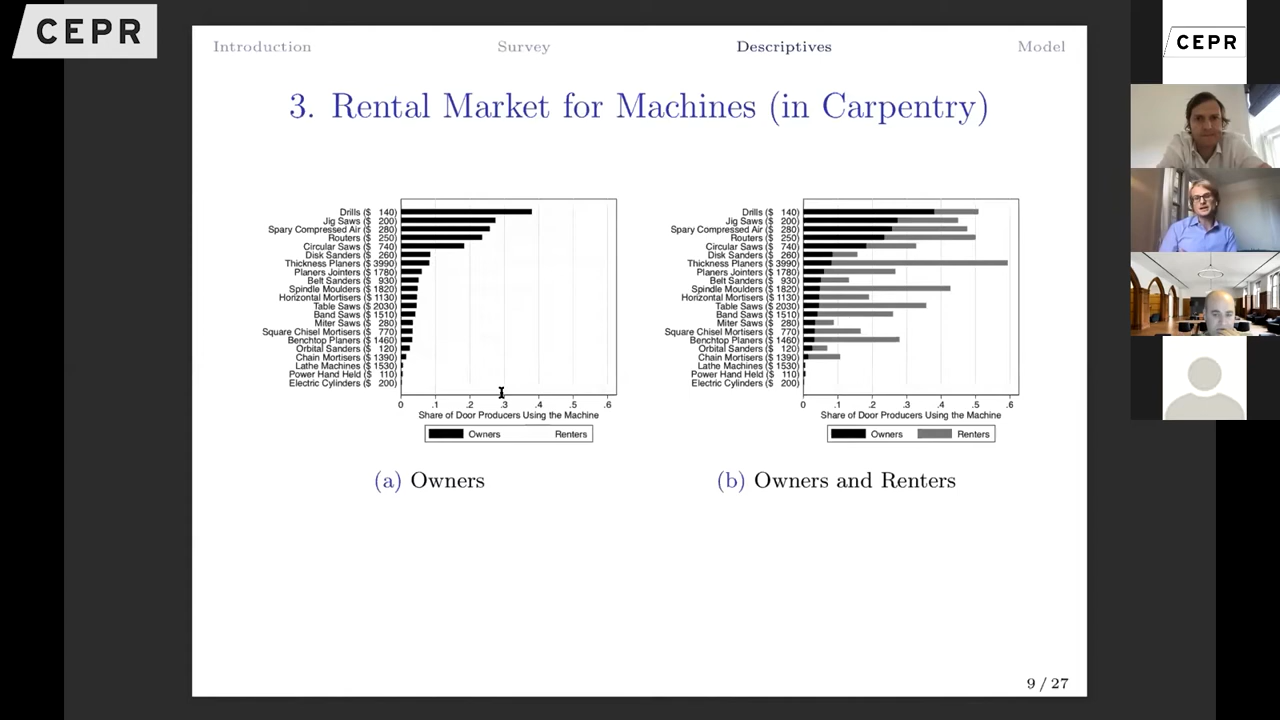 CEPR
Introduction Survey Descriptives Model
3. Rental Market for Machines (in Carpentry)
Drills ($ 140)
Jig Saws ($ 200)
Spary Compressed Air ($ 280)
Routers ($ 250)
Circular Saws ($ 740)
Disk Sanders ($ 260)
Thickness Planers ($ 3990)
Planers Jointers ($ 1780)
Belt Sanders ($ 930)
Spindle Moulders ($ 1820)
Horizontal Mortisers ($ 1130)
Table Saws ($ 2030)
Band Saws ($ 1510)
Miter Saws ($ 280)
Square Chisel Mortisers ($ 770)
Benchtop Planers ($ 1460)
Orbital Sanders ($ 120)
Chain Mortisers ($ 1390)
Lathe Machines ($ 1530)
Power Hand Held ($ 110)
Electric Cylinders ($ 200)
0 .1 .2 .3 .4 .5 .6
Share of Door Producers Using the Machine
Owners Renters
(a) Owners
Drills ($ 140)
Jig Saws ($ 200)
Spary Compressed Air ($ 280)
Routers ($ 250)
Circular Saws ($ 740)
Disk Sanders ($ 260)
Thickness Planers ($ 3990)
Planers Jointers ($ 1780)
Belt Sanders ($ 930)
Spindle Moulders ($ 1820)
Horizontal Mortisers ($ 1130)
Table Saws ($ 2030)
Band Saws ($ 1510)
Miter Saws ($ 280)
Square Chisel Mortisers ($ 770)
Benchtop Planers ($ 1460)
Orbital Sanders ($ 120)
Chain Mortisers ($ 1390)
Lathe Machines ($ 1530)
Power Hand Held ($ 110)
Electric Cylinders ($ 200)
0 .1 .2 .3 .4 .5 .6
Share of Door Producers Using the Machine
Owners Renters
(b) Owners and Renters
9 / 27
CEPR